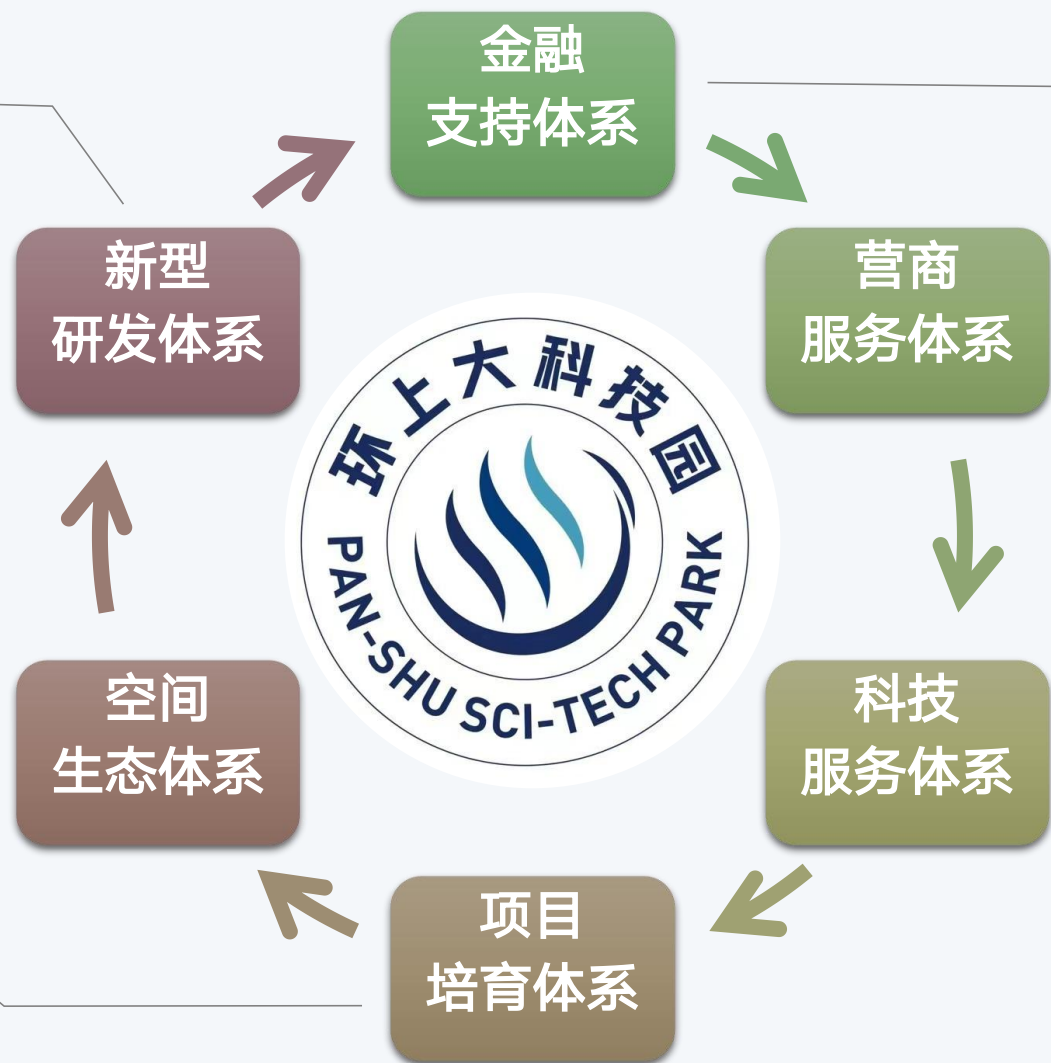 金融
支持体系
营商
服务体系
科技
服务体系
项目
培育体系
空间
生态体系
新型
研发体系
环上大科技园
PAN-SHU SCI-TECH PARK